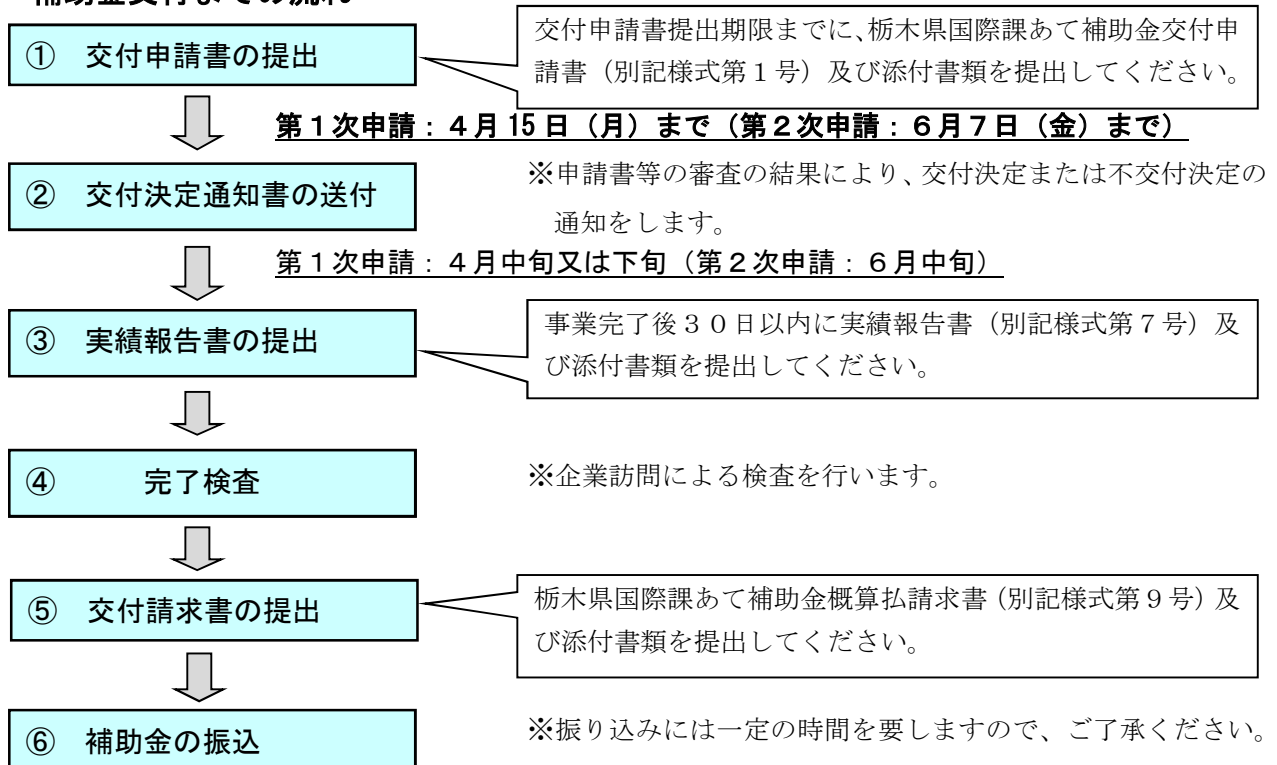 補助金交付までの流れ
① 交付申請書の提出
交付申請書提出期限までに、栃木県国際課あて補助金交付申
請書（別記様式第１号）及び添付書類を提出してください。
第１次申請：４月15日（月）まで（第２次申請：６月７日（金）まで）
② 交付決定通知書の送付
※申請書等の審査の結果により、交付決定または不交付決定の
通知をします。
第１次申請：４月中旬又は下旬（第２次申請：６月中旬）
③ 実績報告書の提出
事業完了後３０日以内に実績報告書（別記様式第７号）及
び添付書類を提出してください。
④ 完了検査
※企業訪問による検査を行います。
⑤ 交付請求書の提出
栃木県国際課あて補助金概算払請求書（別記様式第９号）及
び添付書類を提出してください。
⑥ 補助金の振込
※振り込みには一定の時間を要しますので、ご了承ください。